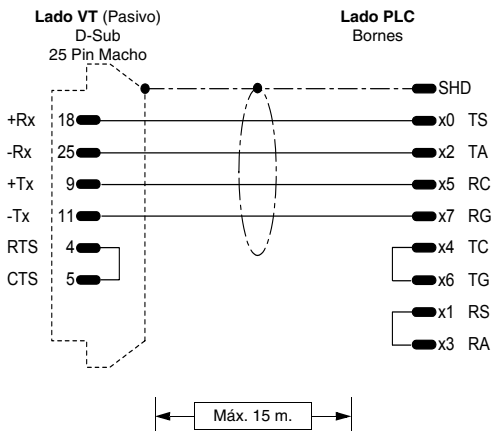 Lado VT (Pasivo)
D-Sub
25 Pin Macho
Lado PLC
Bornes
SHD
+Rx 18 x0 TS
-Rx 25 x2 TA
+Tx 9 x5 RC
-Tx 11 x7 RG
RTS 4 x4 TC
CTS 5 x6 TG
x1 RS
x3 RA
Máx. 15 m.